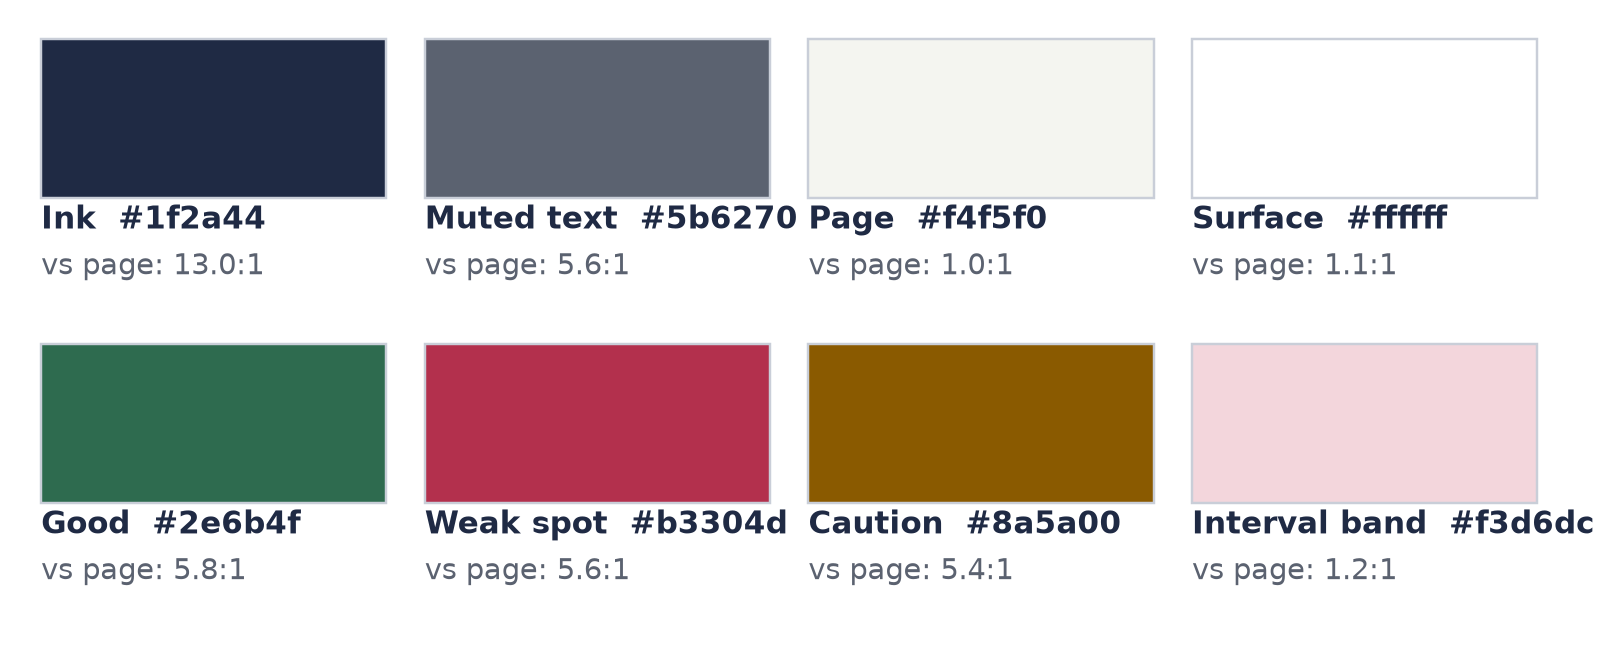 Ink  #1f2a44
Muted text  #5b6270
Page  #f4f5f0
Surface  #ffffff
vs page: 13.0:1
vs page: 5.6:1
vs page: 1.0:1
vs page: 1.1:1
Good  #2e6b4f
Weak spot  #b3304d
Caution  #8a5a00
Interval band  #f3d6dc
vs page: 5.8:1
vs page: 5.6:1
vs page: 5.4:1
vs page: 1.2:1